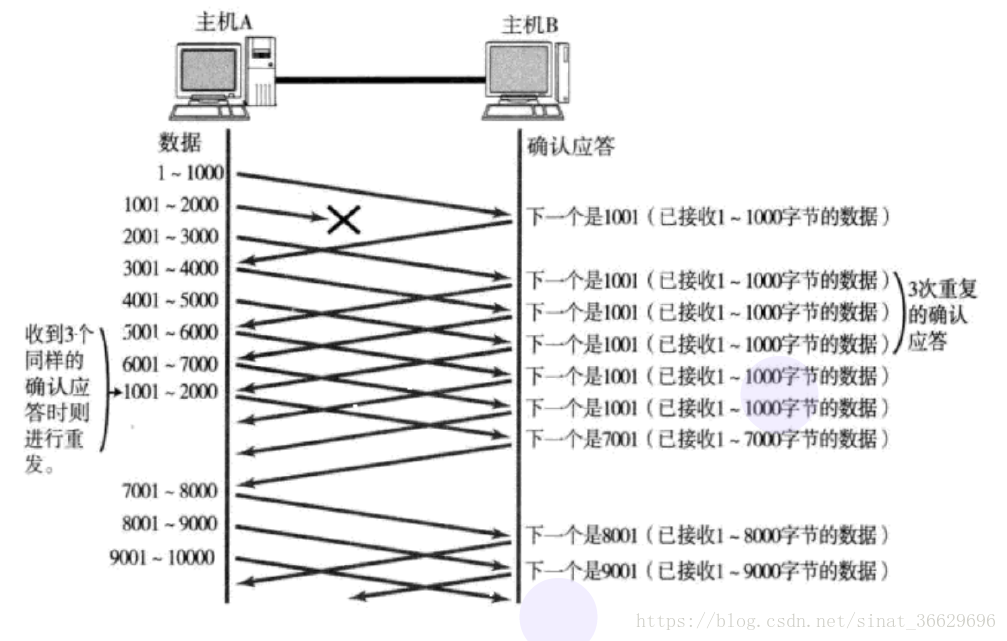 主机A
主机B
数据
确认应答
1~1000
1001~2000
2001~3000
3001~4000
4001~5000
5001~6000
6001~7000
1001~2000
7001~8000
8001~9000
9001~10000
收到3个
同样的
确认应
答时则
进行重
发。
下一个是1001（已接收1~1000字节的数据）
下一个是1001（已接收1~1000字节的数据）
下一个是1001（已接收1~1000字节的数据）
下一个是1001（已接收1~1000字节的数据）
下一个是1001（已接收1~1000字节的数据）
下一个是1001（已接收1~1000字节的数据）
下一个是7001（已接收1~7000字节的数据）
下一个是8001（已接收1~8000字节的数据）
下一个是9001（已接收1~9000字节的数据）
3次重复
的确认
应答
https://blog.csdn.net/sinat_36629696